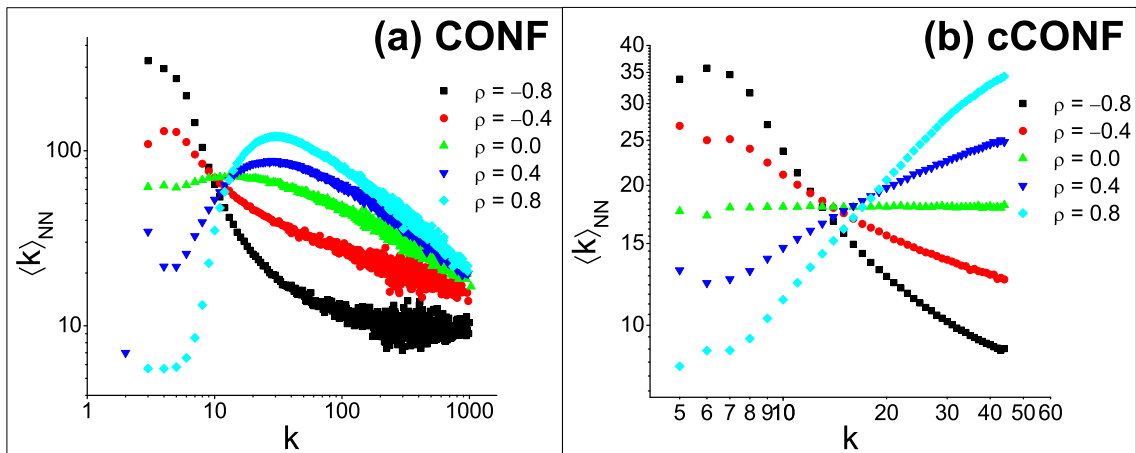 (a) CONF
ρ = −0.8
ρ = −0.4
ρ = 0.0
ρ = 0.4
ρ = 0.8
100
10
⟨k⟩NN
1 10 100 1000
k
(b) cCONF
ρ = −0.8
ρ = −0.4
ρ = 0.0
ρ = 0.4
ρ = 0.8
40
35
30
25
20
15
10
⟨k⟩NN
5 6 7 8 9 10 20 30 40 50 60
k